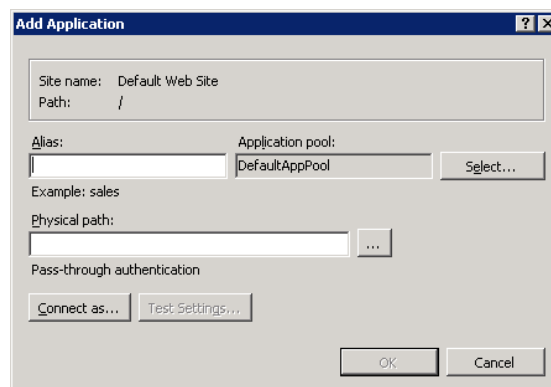 Add Application
Site name: Default Web Site
Path: /
Alias: Application pool:
DefaultAppPool Select...
Example: sales
Physical path:
...
Pass-through authentication
Connect as... Test Settings...
OK Cancel